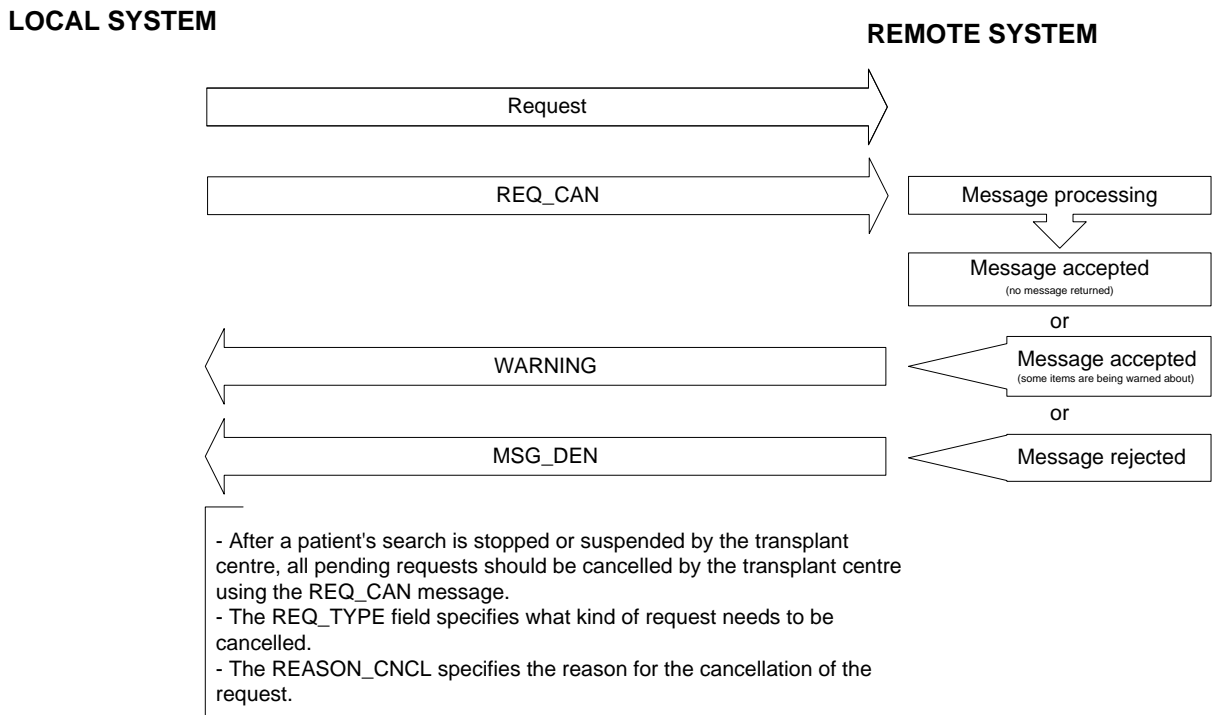 LOCAL SYSTEM
REMOTE SYSTEM
Request
REQ_CAN
Message processing
Message accepted
(no message returned)
or
WARNING
Message accepted
(some items are being warned about)
or
MSG_DEN
Message rejected
- After a patient's search is stopped or suspended by the transplant
centre, all pending requests should be cancelled by the transplant centre
using the REQ_CAN message.
- The REQ_TYPE field specifies what kind of request needs to be
cancelled.
- The REASON_CNCL specifies the reason for the cancellation of the
request.